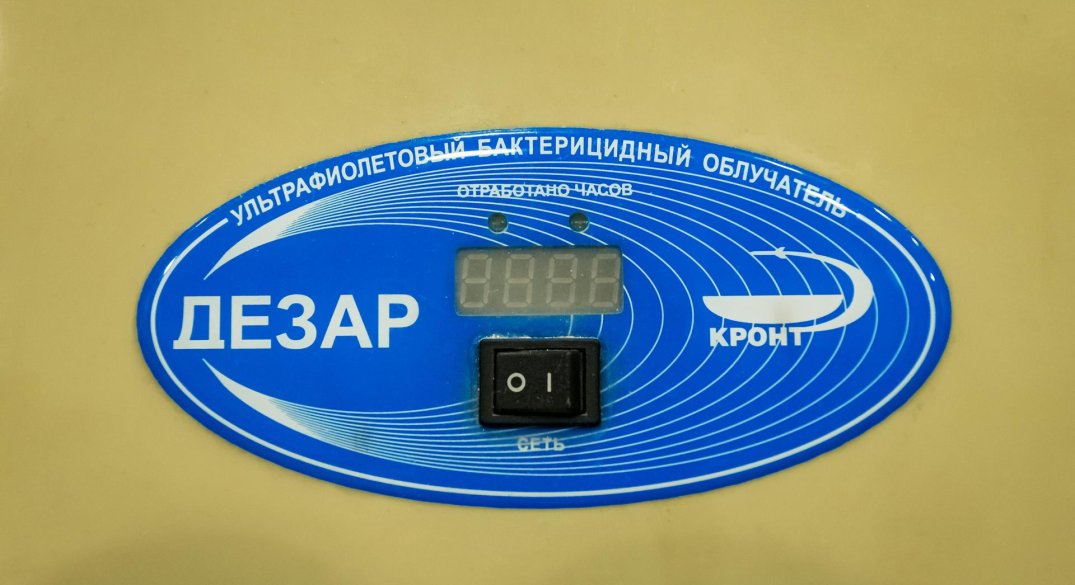 УЛЬТРАФИОЛЕТОВЫЙ БАКТЕРИЦИДНЫЙ ОБЛУЧАТЕЛЬ
ОТРАБОТАНО ЧАСОВ
ДЕЗАР
КРОНТ
O I
СЕТЬ